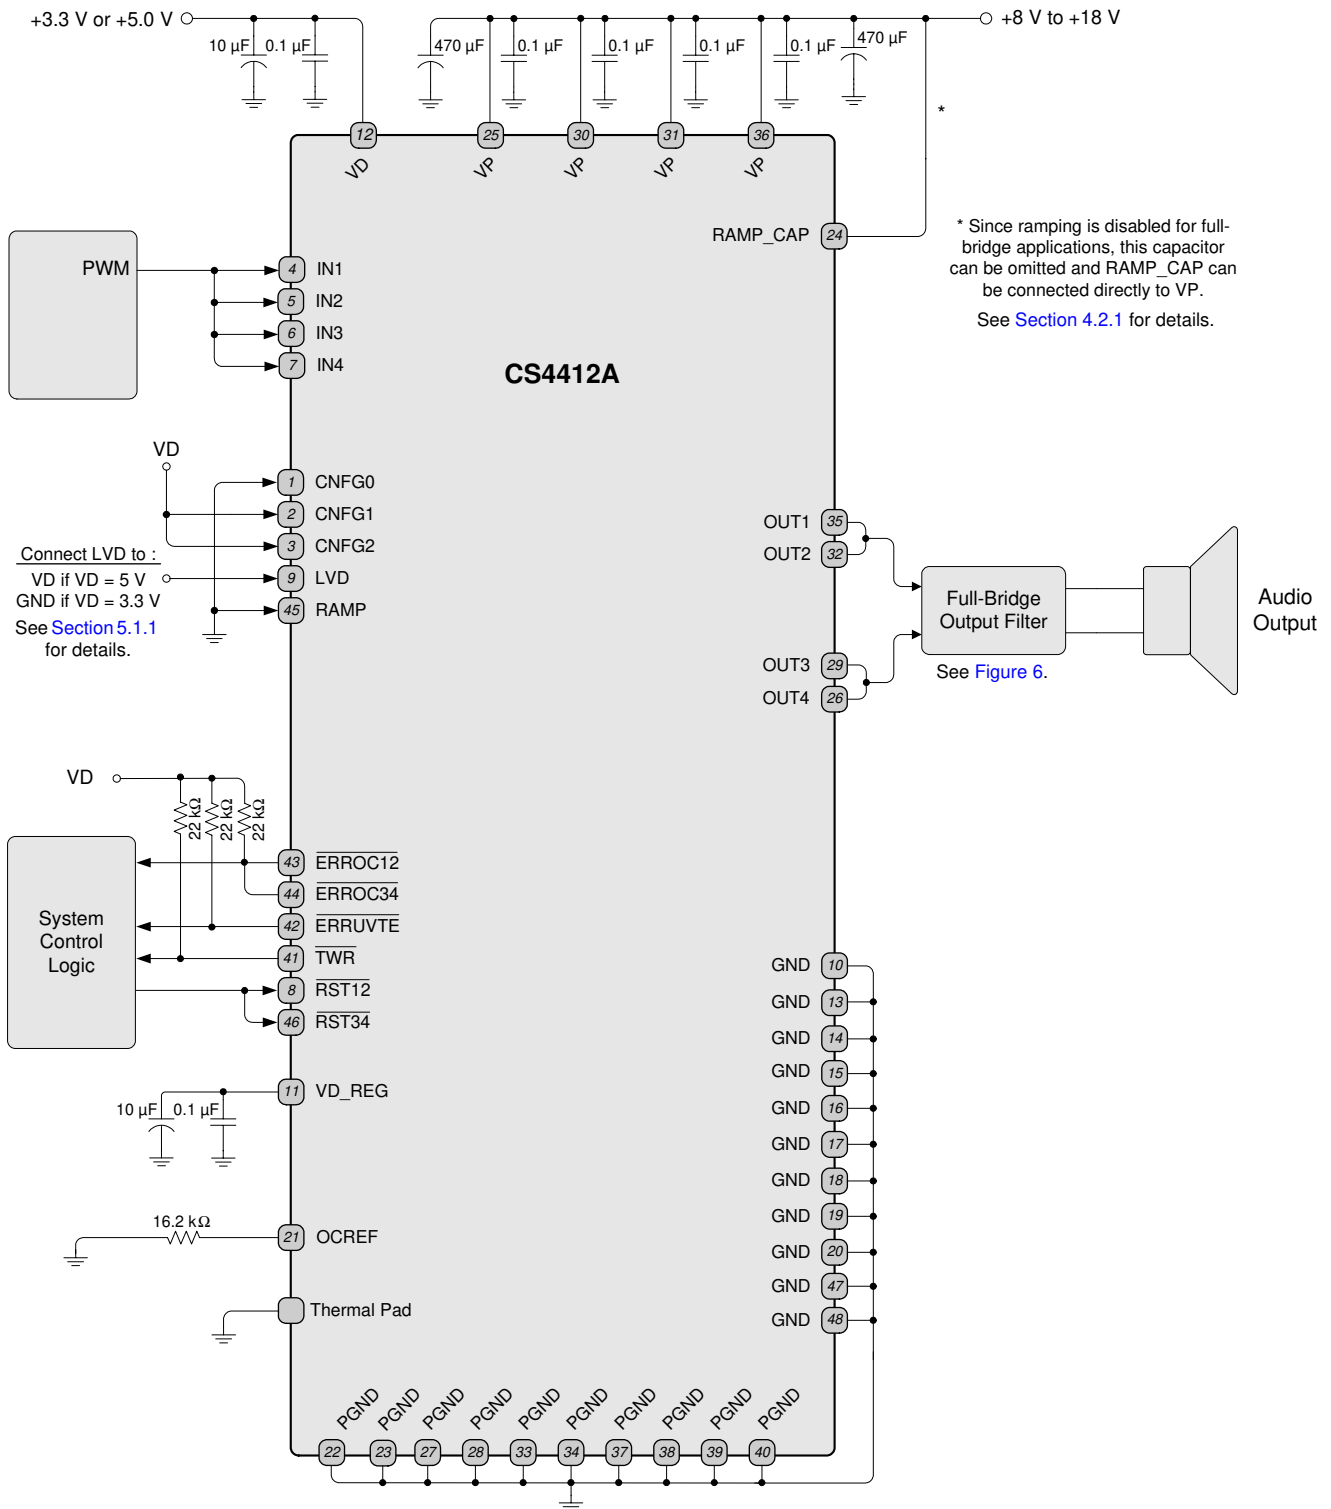 +3.3 V or +5.0 V
+8 V to +18 V
10 µF
0.1 µF
470 µF
0.1 µF
0.1 µF
0.1 µF
0.1 µF
470 µF
*
12
25
30
31
36
VD
VP
VP
VP
VP
RAMP_CAP
24
* Since ramping is disabled for full-
bridge applications, this capacitor
can be omitted and RAMP_CAP can
be connected directly to VP.
See Section 4.2.1 for details.
PWM
4
IN1
5
IN2
6
IN3
7
IN4
CS4412A
VD
1
CNFG0
2
CNFG1
3
CNFG2
9
LVD
45
RAMP
Connect LVD to :
VD if VD = 5 V
GND if VD = 3.3 V
See Section 5.1.1
for details.
OUT1
35
OUT2
32
OUT3
29
OUT4
26
Full-Bridge
Output Filter
See Figure 6.
Audio
Output
VD
22 kΩ
22 kΩ
22 kΩ
System
Control
Logic
43
ERROC12
44
ERROC34
42
ERRUVTE
41
TWR
8
RST12
46
RST34
11
VD_REG
10 µF
0.1 µF
16.2 kΩ
21
OCREF
Thermal Pad
GND
10
GND
13
GND
14
GND
15
GND
16
GND
17
GND
18
GND
19
GND
20
GND
47
GND
48
PGND
PGND
PGND
PGND
PGND
PGND
PGND
PGND
PGND
PGND
22
23
27
28
33
34
37
38
39
40